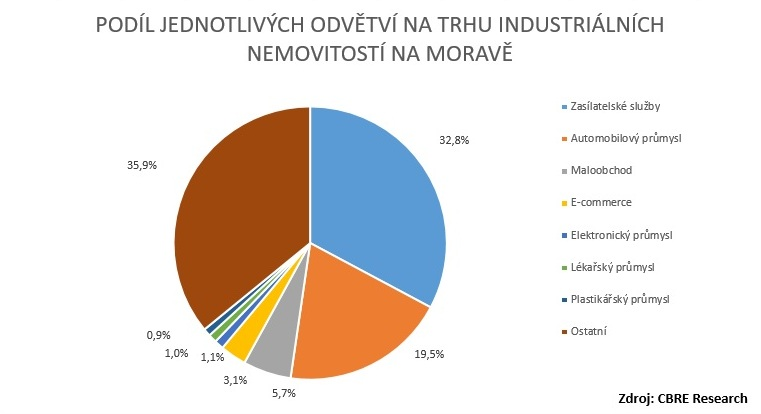 PODÍL JEDNOTLIVÝCH ODVĚTVÍ NA TRHU INDUSTRIÁLNÍCH
NEMOVITOSTÍ NA MORAVĚ
32,8%
19,5%
5,7%
3,1%
1,1%
1,0%
0,9%
35,9%
Zasílatelské služby
Automobilový průmysl
Maloobchod
E-commerce
Elektronický průmysl
Lékařský průmysl
Plastikářský průmysl
Ostatní
Zdroj: CBRE Research